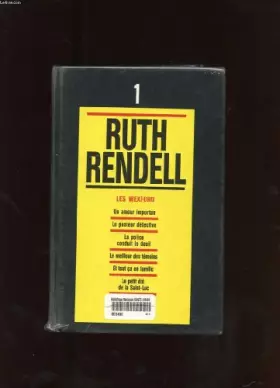 1
RUTH
RENDELL
LES WEXFORD
Un amour importun
Le pasteur détective
La police
conduit le deuil
Le meilleur des témoins
Et tout ça en famille
Le petit été
de la Saint-Luc